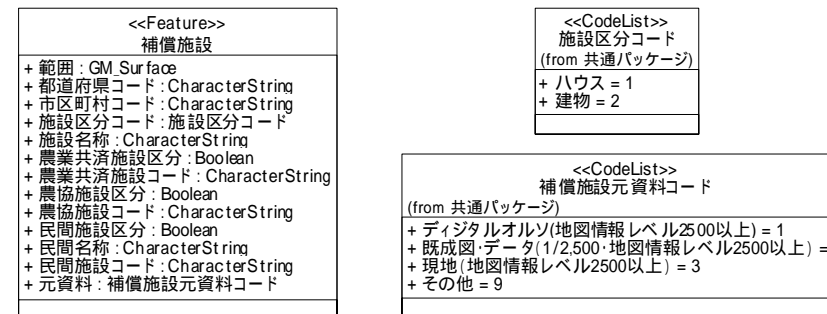 <<Feature>>
補償施設
+ 範囲 : GM_Surface
+ 都道府県コード : CharacterString
+ 市区町村コード : CharacterString
+ 施設区分コード : 施設区分コード
+ 施設名称 : CharacterString
+ 農業共済施設区分 : Boolean
+ 農業共済施設コード : CharacterString
+ 農協施設区分 : Boolean
+ 農協施設コード : CharacterString
+ 民間施設区分 : Boolean
+ 民間名称 : CharacterString
+ 民間施設コード : CharacterString
+ 元資料 : 補償施設元資料コード
<<CodeList>>
施設区分コード
(from 共通パッケージ)
+ ハウス = 1
+ 建物 = 2
<<CodeList>>
補償施設元資料コード
(from 共通パッケージ)
+ ディジタルオルソ(地図情報レベル2500以上) = 1
+ 既成図・データ(1/2,500・地図情報レベル2500以上) =
+ 現地(地図情報レベル2500以上) = 3
+ その他 = 9